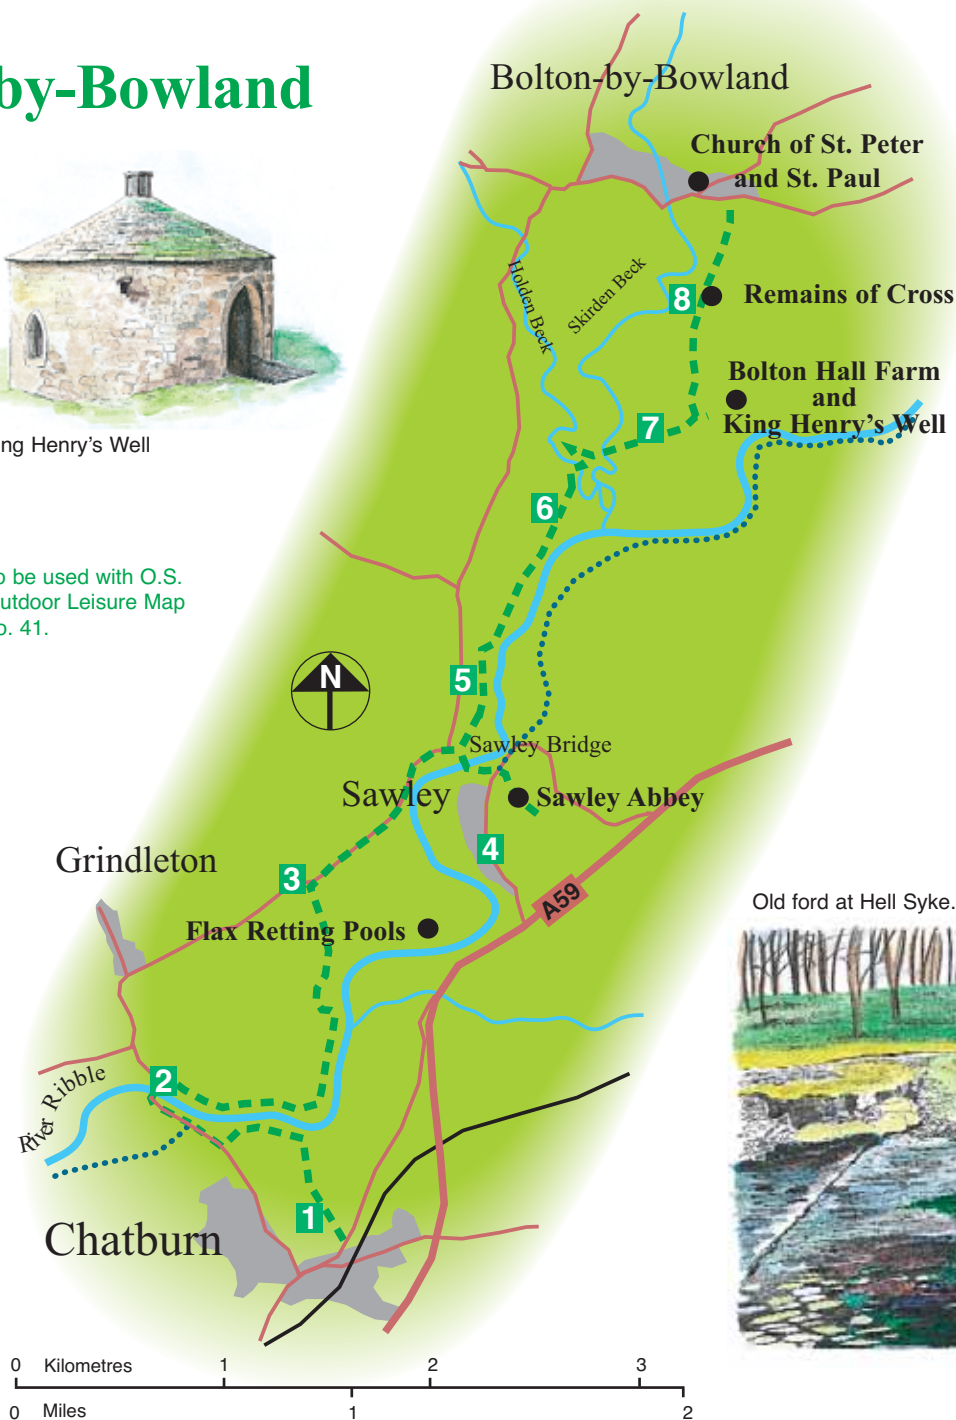 by-Bowland
Bolton-by-Bowland
Church of St. Peter
and St. Paul
Holden Beck
Skirden Beck
8
Remains of Cross
Bolton Hall Farm
and
King Henry's Well
7
ng Henry's Well
6
o be used with O.S.
utdoor Leisure Map
o. 41.
N
5
Sawley Bridge
Sawley
Sawley Abbey
4
Grindleton
3
A59
Flax Retting Pools
Old ford at Hell Syke.
2
River Ribble
1
Chatburn
0 Kilometres 1 2 3
0 Miles 1 2